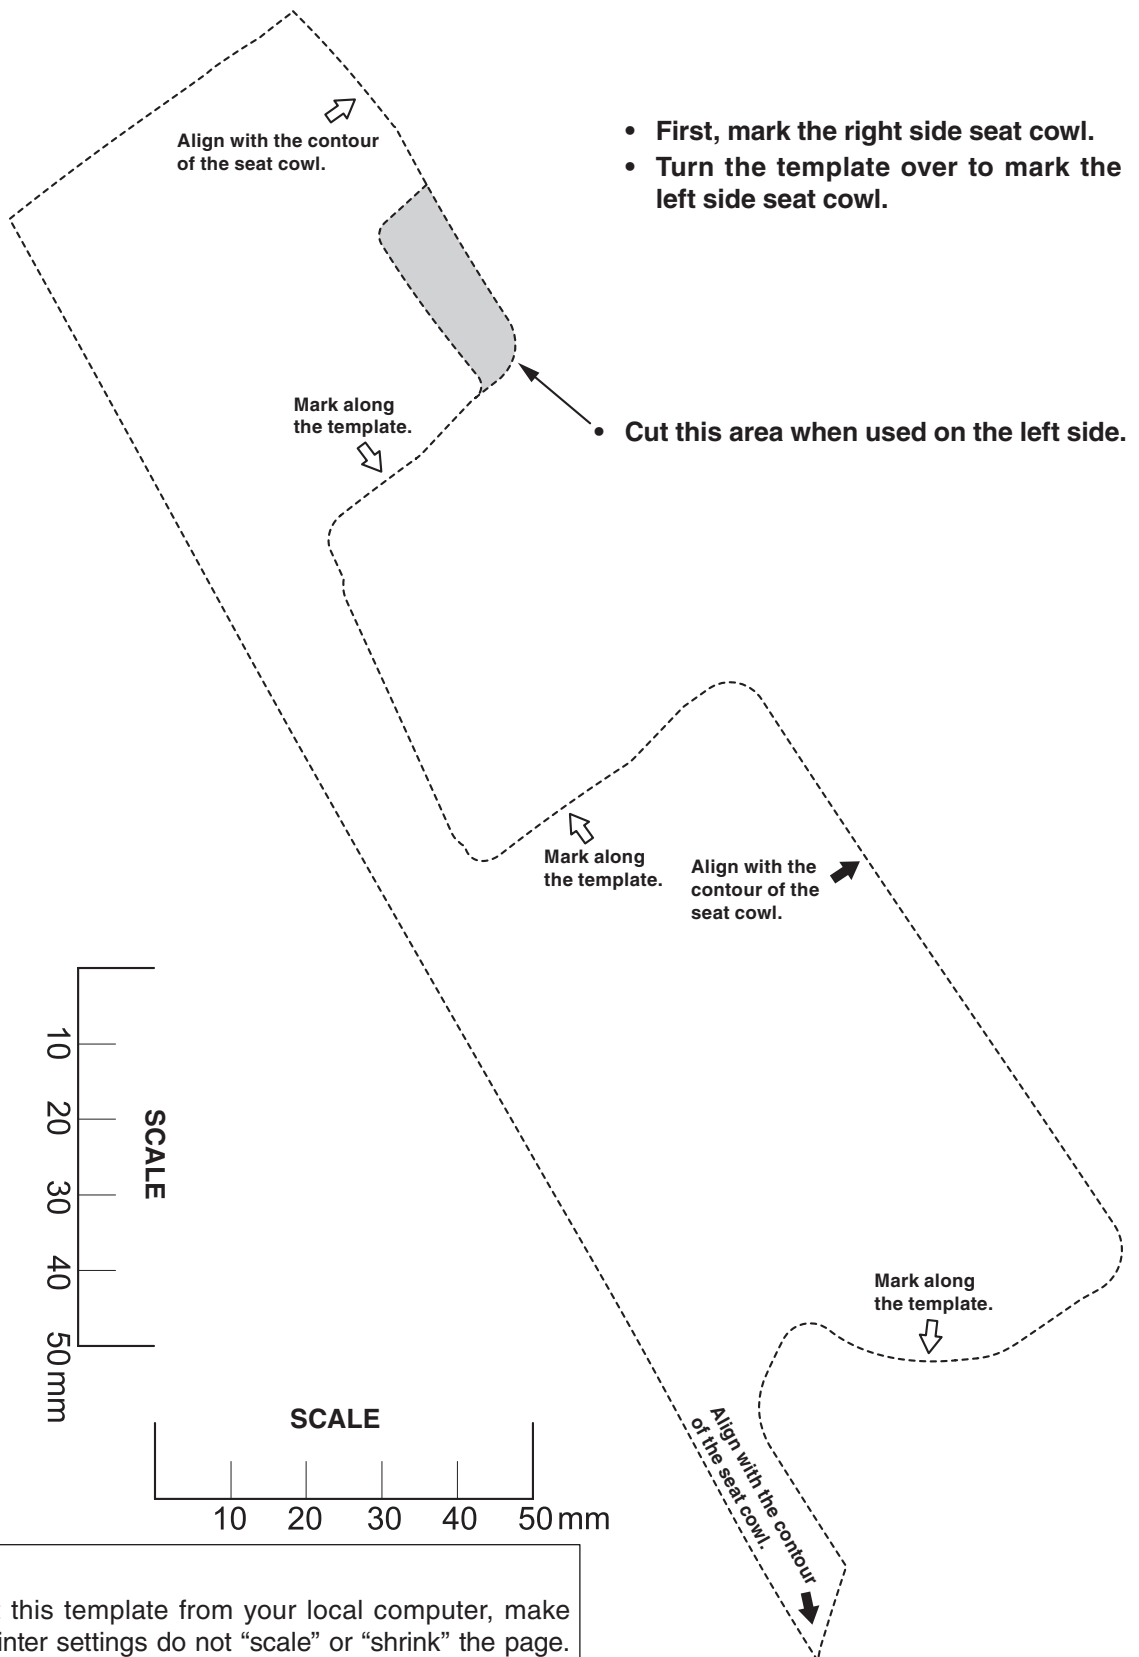 Align with the contour
of the seat cowl.
• First, mark the right side seat cowl.
• Turn the template over to mark the
left side seat cowl.
Mark along
the template.
• Cut this area when used on the left side.
Mark along
the template.
Align with the
contour of the
seat cowl.
10
20
30
40
50 mm
SCALE
Mark along
the template.
Align with the contour
of the seat cowl.
SCALE
10 20 30 40 50 mm
this template from your local computer, make
settings do not “scale” or “shrink” the page.